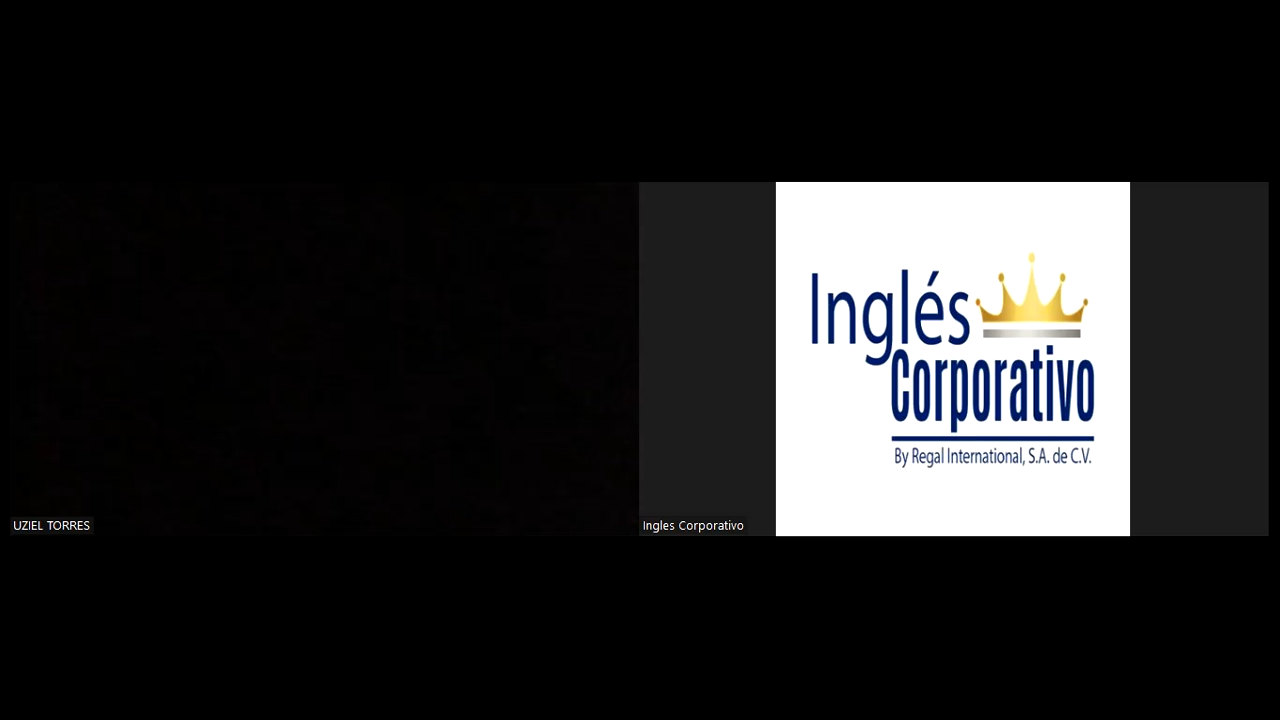 Inglés
Corporativo
By Regal International, S.A. de C.V.
UZIEL TORRES
Ingles Corporativo